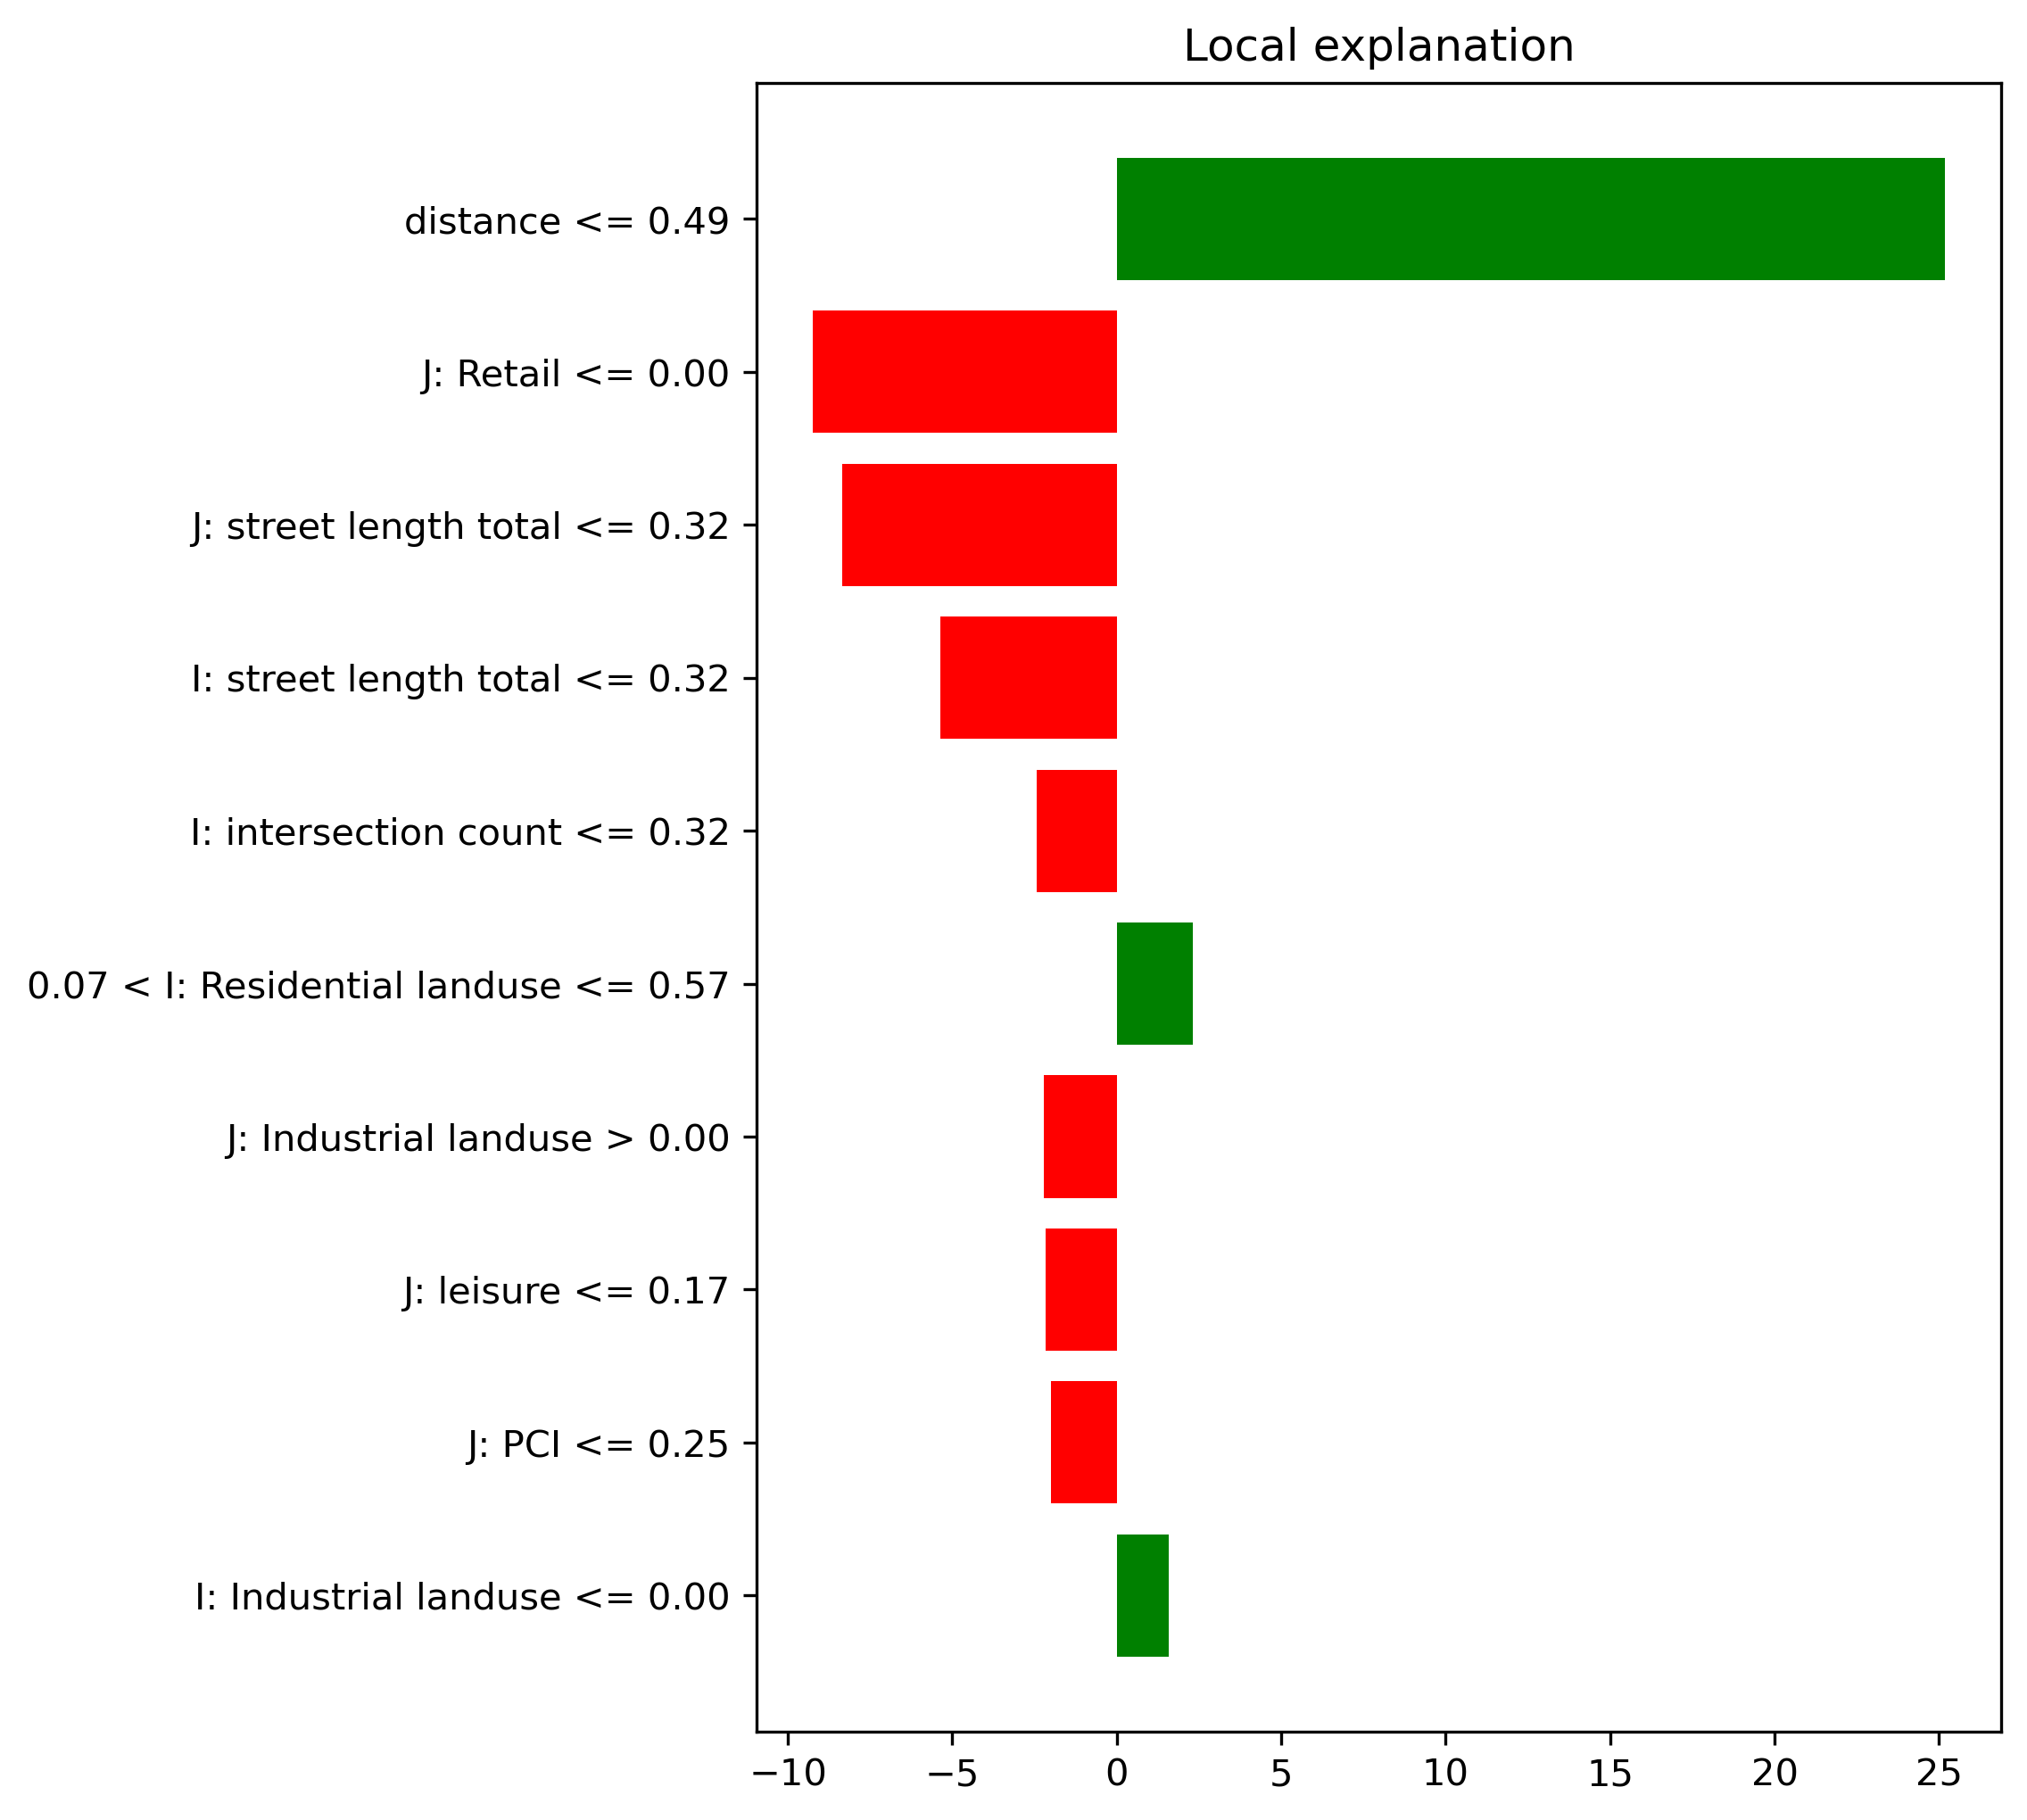 Local explanation
distance <= 0.49
J: Retail <= 0.00
J: street length total <= 0.32
I: street length total <= 0.32
I: intersection count <= 0.32
0.07 < I: Residential landuse <= 0.57
J: Industrial landuse > 0.00
J: leisure <= 0.17
J: PCI <= 0.25
I: Industrial landuse <= 0.00
−10 −5 0 5 10 15 20 25